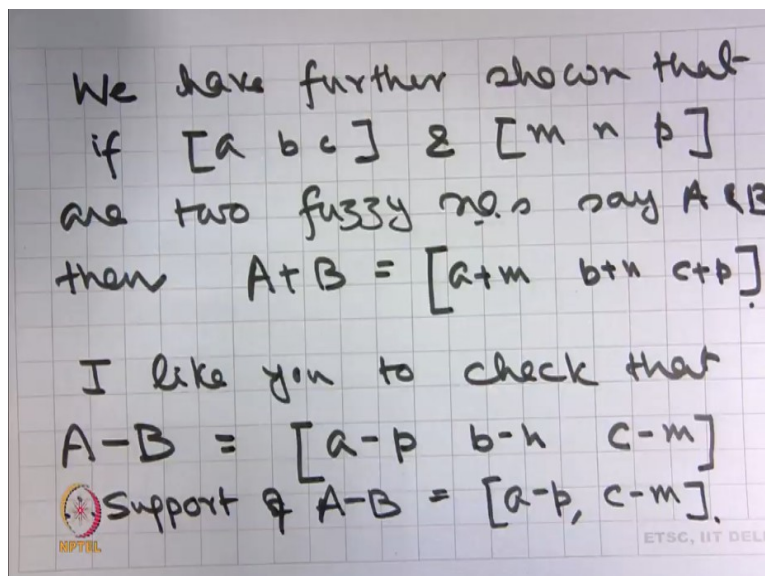 We have further shown that
if [a b c] & [m n p]
are two fuzzy no.s say A & B
then A+B = [a+m b+n c+p].
I like you to check that
A-B = [a-p b-n c-m]
Support of A-B = [a-p, c-m].
NPTEL
ETSC, IIT DEL